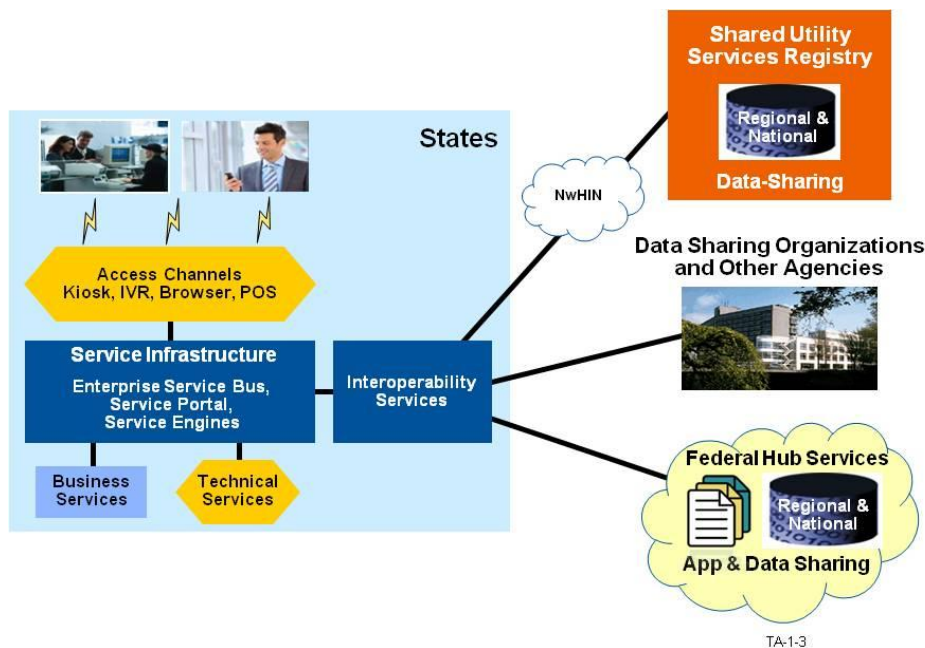 Shared Utility
Services Registry
Regional &
National
Data-Sharing
States
NwHIN
Data Sharing Organizations
and Other Agencies
Access Channels
Kiosk, IVR, Browser, POS
Service Infrastructure
Enterprise Service Bus,
Service Portal,
Service Engines
Interoperability
Services
Business
Services
Technical
Services
Federal Hub Services
Regional &
National
App & Data Sharing
TA-1-3